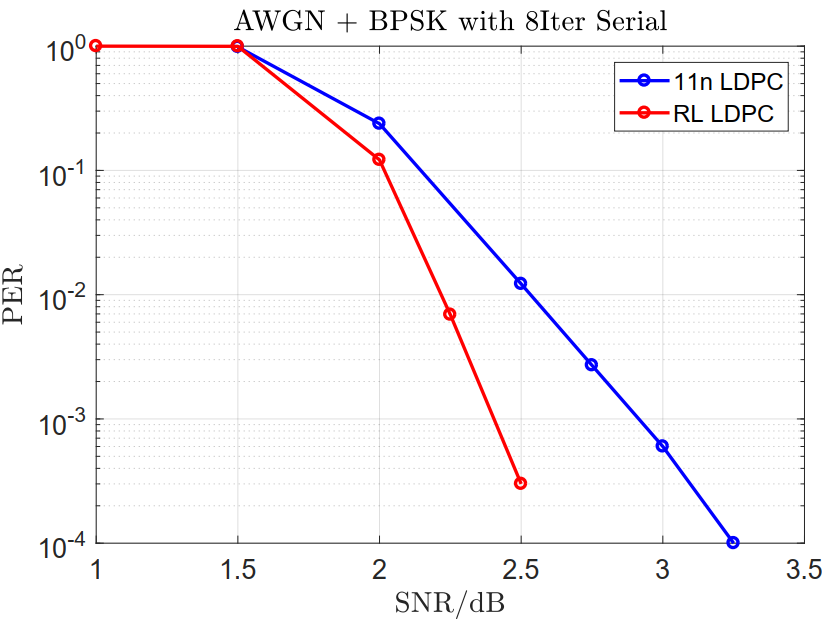 AWGN + BPSK with 8Iter Serial
11n LDPC
RL LDPC
10^0
10^-1
10^-2
10^-3
10^-4
PER
1 1.5 2 2.5 3 3.5
SNR/dB